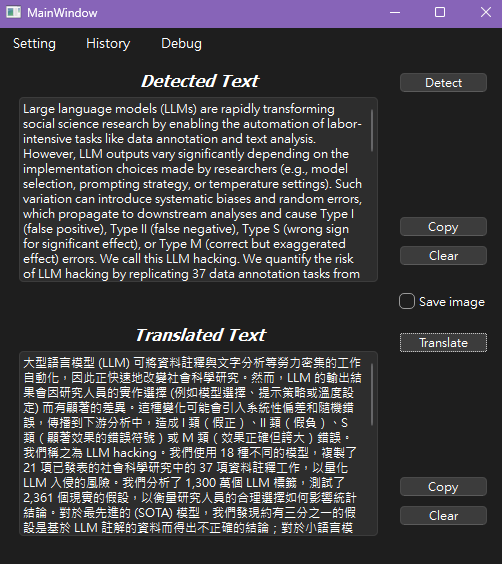 MainWindow
Setting History Debug
Detected Text
Detect
Large language models (LLMs) are rapidly transforming
social science research by enabling the automation of labor-
intensive tasks like data annotation and text analysis.
However, LLM outputs vary significantly depending on the
implementation choices made by researchers (e.g., model
selection, prompting strategy, or temperature settings). Such
variation can introduce systematic biases and random errors,
which propagate to downstream analyses and cause Type I
(false positive), Type II (false negative), Type S (wrong sign
for significant effect), or Type M (correct but exaggerated
effect) errors. We call this LLM hacking. We quantify the risk
of LLM hacking by replicating 37 data annotation tasks from
Copy
Clear
Save image
Translated Text
Translate
大型語言模型 (LLM) 可將資料註釋與文字分析等勞力密集的工作
自動化，因此正快速地改變社會科學研究。然而，LLM 的輸出結
果會因研究人員的實作選擇 (例如模型選擇、提示策略或溫度設
定) 而有顯著的差異。這種變化可能會引入系統性偏差和隨機錯
誤，傳播到下游分析中，造成 I 類（假正）、II 類（假負）、S
類（顯著效果的錯誤符號）或 M 類（效果正確但誇大）錯誤。
我們稱之為 LLM hacking。我們使用 18 種不同的模型，複製了
21 項已發表的社會科學研究中的 37 項資料註釋工作，以量化
LLM 入侵的風險。我們分析了 1,300 萬個 LLM 標籤，測試了
2,361 個現實的假設，以衡量研究人員的合理選擇如何影響統計
結論。對於最先進的 (SOTA) 模型，我們發現約有三分之一的假
設是基於 LLM 註解的資料而得出不正確的結論；對於小語言模
Copy
Clear